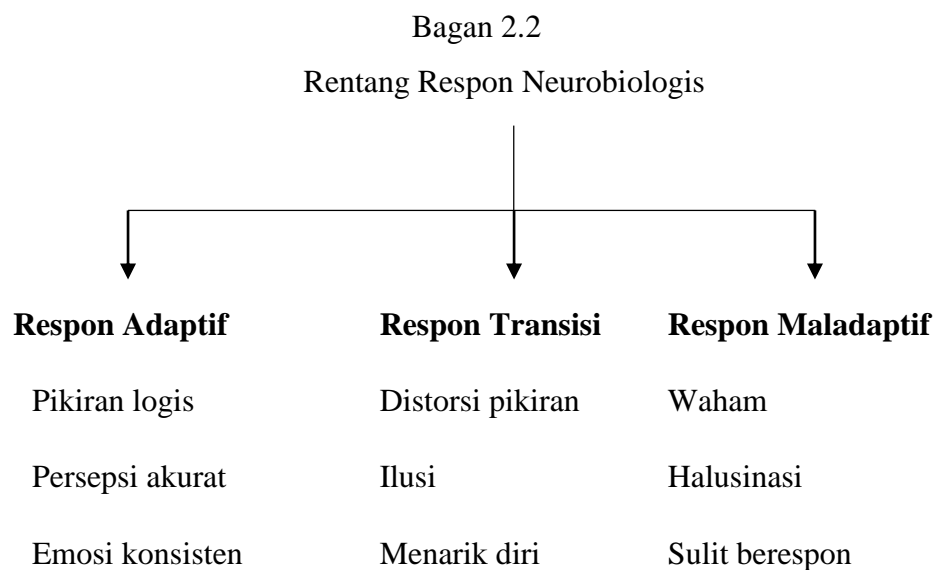 Bagan 2.2
Rentang Respon Neurobiologis
Respon Adaptif Respon Transisi Respon Maladaptif
Pikiran logis Distorsi pikiran Waham
Persepsi akurat Ilusi Halusinasi
Emosi konsisten Menarik diri Sulit berespon